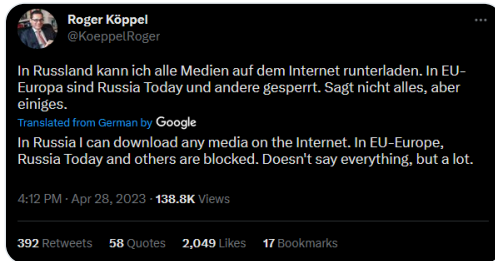 Roger Köppel
@KoeppelRoger
In Russland kann ich alle Medien auf dem Internet runterladen. In EU-
Europa sind Russia Today und andere gesperrt. Sagt nicht alles, aber
einiges.
Translated from German by Google
In Russia I can download any media on the Internet. In EU-Europe,
Russia Today and others are blocked. Doesn't say everything, but a lot.
4:12 PM · Apr 28, 2023 · 138.8K Views
392 Retweets 58 Quotes 2,049 Likes 17 Bookmarks